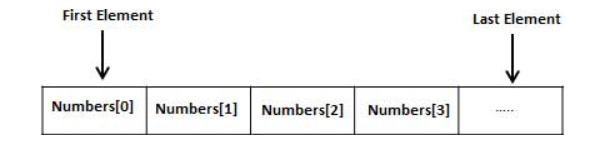 First Element
Last Element
Numbers[0] Numbers[1] Numbers[2] Numbers[3] .....